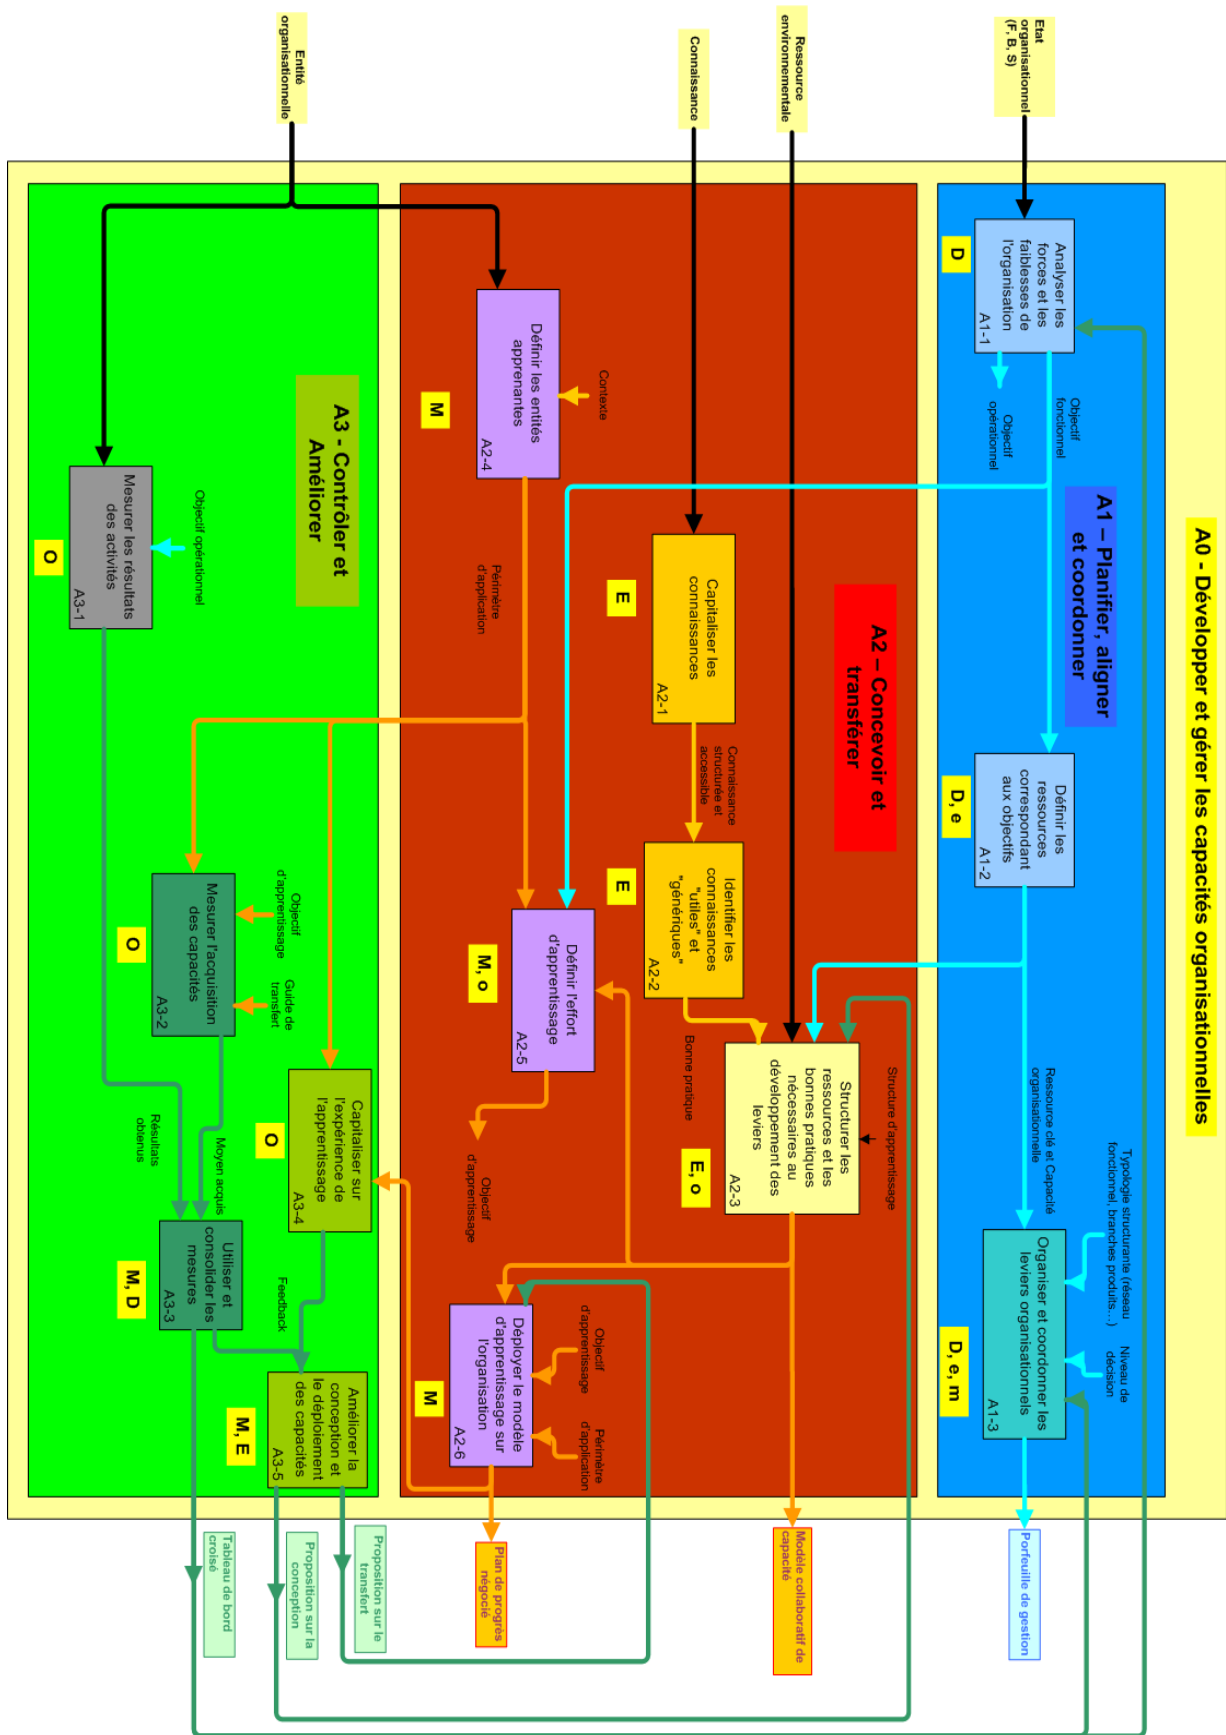 A0 - Développer et gérer les capacités organisationnelles
Etat
organisationnel
(F, B, S)
A1 – Planifier, aligner
et coordonner
Analyser les
forces et les
faiblesses de
l'organisation
A1-1
D
Objectif
fonctionnel
Objectif
opérationnel
Définir les
ressources
correspondant
aux objectifs
A1-2
D, e
Ressource clé et Capacité
organisationnelle
Typologie structurante (réseau
fonctionnel, branches produits...)
Niveau de
décision
Organiser et coordonner les
leviers organisationnels
A1-3
D, e, m
Porfeuille de gestion
Ressource
environnementale
Connaissance
A2 – Concevoir et
transférer
Capitaliser les
connaissances
A2-1
E
Connaissance
structurée et
accessible
Identifier les
connaissances
"utiles" et
"génériques"
A2-2
E
Bonne pratique
Structure d'apprentissage
Structurer les
ressources et les
bonnes pratiques
nécessaires au
développement des
leviers
A2-3
E, o
Modèle collaboratif de
capacité
Contexte
Définir les entités
apprenantes
A2-4
M
Périmètre
d'application
Définir l'effort
d'apprentissage
A2-5
M, o
Objectif
d'apprentissage
Objectif
d'apprentissage
Périmètre
d'application
Déployer le modèle
d'apprentissage sur
l'organisation
A2-6
M
Plan de progrès
négocié
Entité
organisationnelle
A3 - Contrôler et
Améliorer
Objectif opérationnel
Mesurer les résultats
des activités
A3-1
O
Objectif
d'apprentissage
Guide de
transfert
Mesurer l'acquisition
des capacités
A3-2
O
Moyen acquis
Résultats
obtenus
Capitaliser sur
l'expérience de
l'apprentissage
A3-4
O
Feedback
Utiliser et
consolider les
mesures
A3-3
M, D
Améliorer la
conception et
le déploiement
des capacités
A3-5
M, E
Proposition sur le
transfert
Proposition sur la
conception
Tableau de bord
croisé